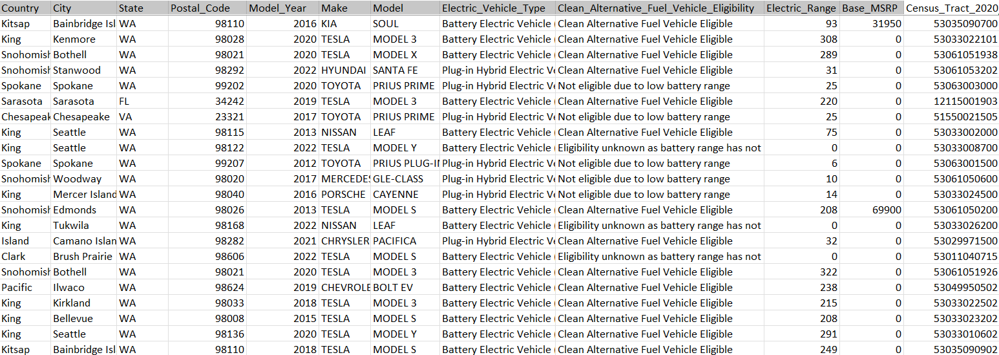 Country City State Postal_Code Model_Year Make Model Electric_Vehicle_Type Clean_Alternative_Fuel_Vehicle_Eligibility Electric_Range Base_MSRP Census_Tract_2020
Kitsap Bainbridge Isl WA 98110 2016 KIA SOUL Battery Electric Vehicle ( Clean Alternative Fuel Vehicle Eligible 93 31950 53035090700
King Kenmore WA 98028 2020 TESLA MODEL 3 Battery Electric Vehicle ( Clean Alternative Fuel Vehicle Eligible 308 0 53033022101
Snohomish Bothell WA 98021 2020 TESLA MODEL X Battery Electric Vehicle ( Clean Alternative Fuel Vehicle Eligible 289 0 53061051938
Snohomish Stanwood WA 98292 2022 HYUNDAI SANTA FE Plug-in Hybrid Electric Ve Clean Alternative Fuel Vehicle Eligible 31 0 53061053202
Spokane Spokane WA 99202 2020 TOYOTA PRIUS PRIME Plug-in Hybrid Electric Ve Not eligible due to low battery range 25 0 53063003000
Sarasota Sarasota FL 34242 2019 TESLA MODEL 3 Battery Electric Vehicle ( Clean Alternative Fuel Vehicle Eligible 220 0 12115001903
Chesapeak Chesapeake VA 23321 2017 TOYOTA PRIUS PRIME Plug-in Hybrid Electric Ve Not eligible due to low battery range 25 0 51550021505
King Seattle WA 98115 2013 NISSAN LEAF Battery Electric Vehicle ( Clean Alternative Fuel Vehicle Eligible 75 0 53033002000
King Seattle WA 98122 2022 TESLA MODEL Y Battery Electric Vehicle ( Eligibility unknown as battery range has not 0 0 53033008700
Spokane Spokane WA 99207 2012 TOYOTA PRIUS PLUG-IN Plug-in Hybrid Electric Ve Not eligible due to low battery range 6 0 53063001500
Snohomish Woodway WA 98020 2017 MERCEDES GLE-CLASS Plug-in Hybrid Electric Ve Not eligible due to low battery range 10 0 53061050600
King Mercer Island WA 98040 2016 PORSCHE CAYENNE Plug-in Hybrid Electric Ve Not eligible due to low battery range 14 0 53033024500
Snohomish Edmonds WA 98026 2013 TESLA MODEL S Battery Electric Vehicle ( Clean Alternative Fuel Vehicle Eligible 208 69900 53061050200
King Tukwila WA 98168 2022 NISSAN LEAF Battery Electric Vehicle ( Eligibility unknown as battery range has not 0 0 53033026200
Island Camano Islan WA 98282 2021 CHRYSLER PACIFICA Plug-in Hybrid Electric Ve Clean Alternative Fuel Vehicle Eligible 32 0 53029971500
Clark Brush Prairie WA 98606 2022 TESLA MODEL S Battery Electric Vehicle ( Eligibility unknown as battery range has not 0 0 53011040715
Snohomish Bothell WA 98021 2020 TESLA MODEL 3 Battery Electric Vehicle ( Clean Alternative Fuel Vehicle Eligible 322 0 53061051926
Pacific Ilwaco WA 98624 2019 CHEVROLE BOLT EV Battery Electric Vehicle ( Clean Alternative Fuel Vehicle Eligible 238 0 53049950502
King Kirkland WA 98033 2018 TESLA MODEL 3 Battery Electric Vehicle ( Clean Alternative Fuel Vehicle Eligible 215 0 53033022502
King Bellevue WA 98008 2015 TESLA MODEL S Battery Electric Vehicle ( Clean Alternative Fuel Vehicle Eligible 208 0 53033023202
King Seattle WA 98136 2020 TESLA MODEL Y Battery Electric Vehicle ( Clean Alternative Fuel Vehicle Eligible 291 0 53033010602
Kitsap Bainbridge Isl WA 98110 2018 TESLA MODEL S Battery Electric Vehicle ( Clean Alternative Fuel Vehicle Eligible 249 0 53035090902